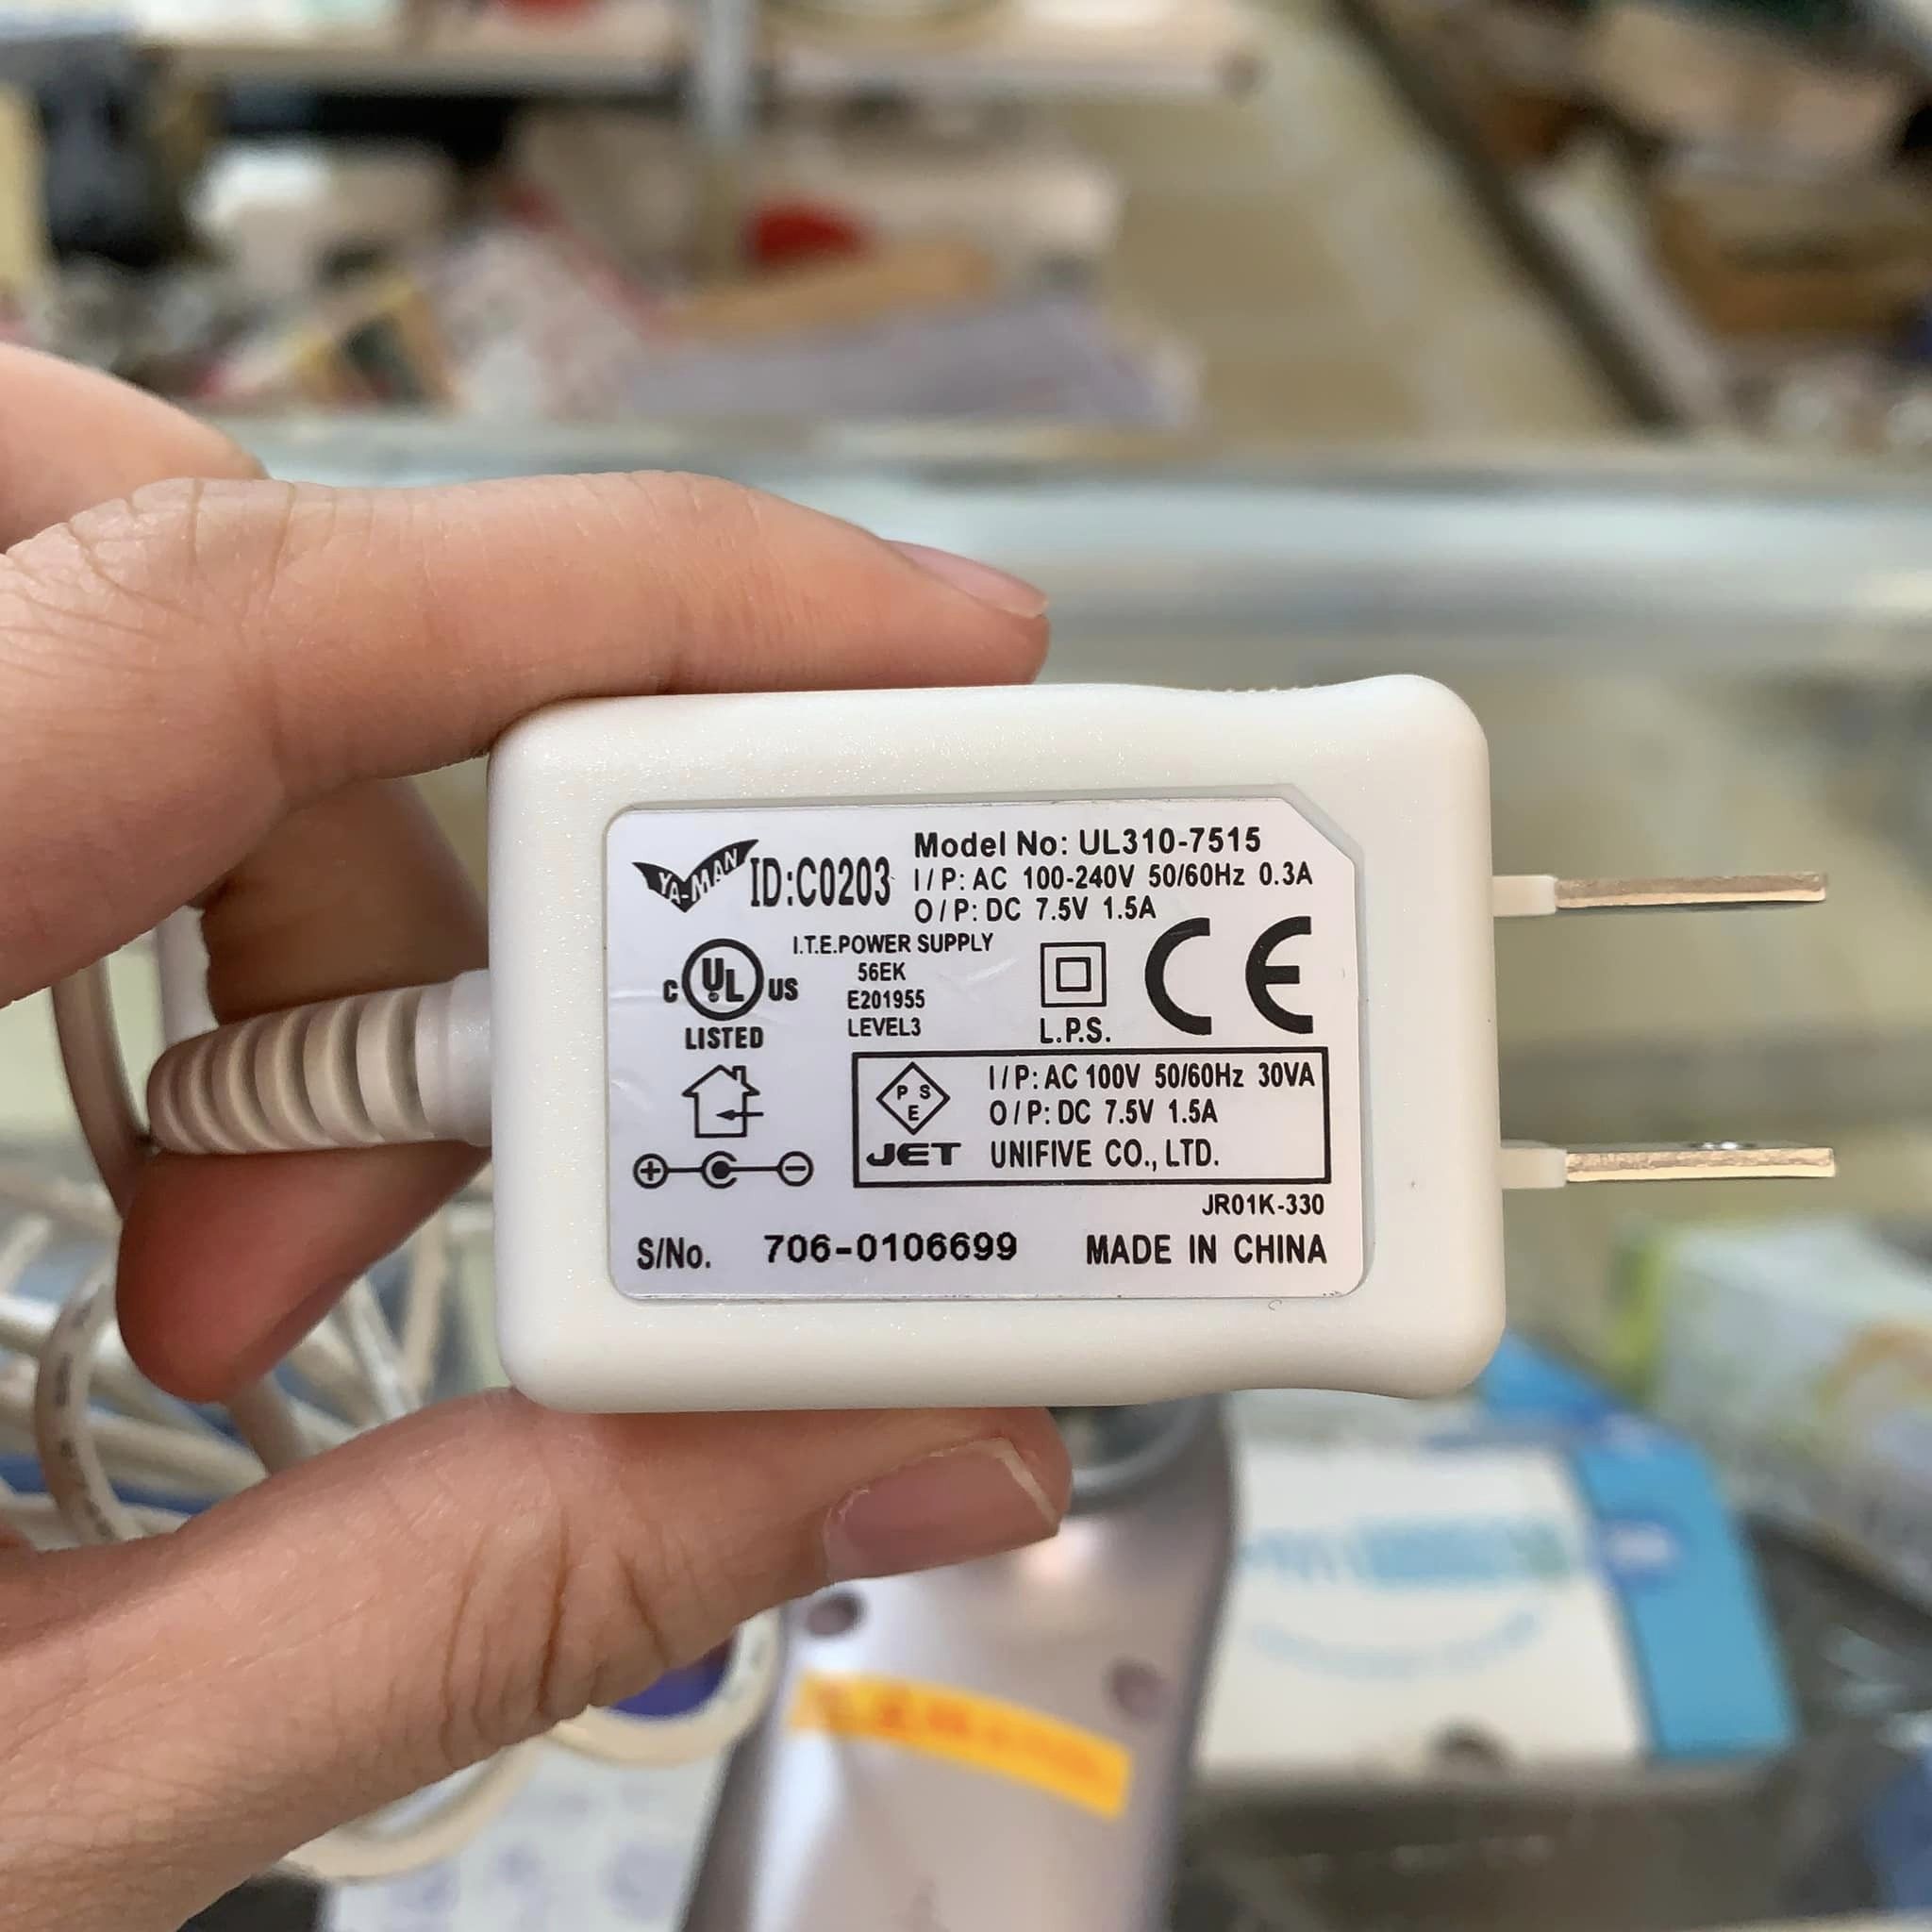 YA-MAN ID:C0203
Model No: UL310-7515
I/P: AC 100-240V 50/60Hz 0.3A
O/P: DC 7.5V 1.5A
I.T.E.POWER SUPPLY
56EK
E201955
LEVEL3
C UL US
LISTED
L.P.S.
CE
PSE
JET
I/P: AC 100V 50/60Hz 30VA
O/P: DC 7.5V 1.5A
UNIFIVE CO., LTD.
JR01K-330
S/No. 706-0106699
MADE IN CHINA